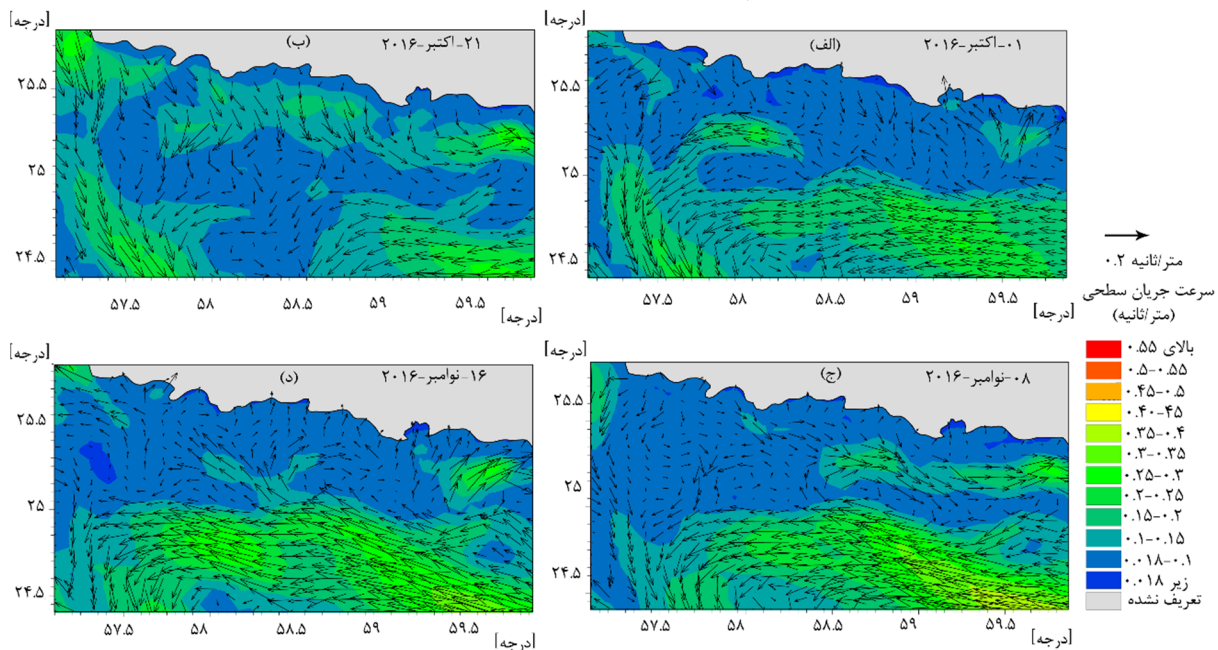 [درجه]
(الف) ۰۱-اکتبر-۲۰۱۶
۲۵.۵
۲۵
۲۴.۵
۵۷.۵ ۵۸ ۵۸.۵ ۵۹ ۵۹.۵
[درجه]
[درجه]
(ب) ۲۱-اکتبر-۲۰۱۶
۲۵.۵
۲۵
۲۴.۵
۵۷.۵ ۵۸ ۵۸.۵ ۵۹ ۵۹.۵
[درجه]
[درجه]
(ج) ۰۸-نوامبر-۲۰۱۶
۲۵.۵
۲۵
۲۴.۵
۵۷.۵ ۵۸ ۵۸.۵ ۵۹ ۵۹.۵
[درجه]
[درجه]
(د) ۱۶-نوامبر-۲۰۱۶
۲۵.۵
۲۵
۲۴.۵
۵۷.۵ ۵۸ ۵۸.۵ ۵۹ ۵۹.۵
[درجه]
۰.۲ متر/ثانیه
سرعت جریان سطحی
(متر/ثانیه)
بالای ۰.۵۵
۰.۵-۰.۵۵
۰.۴۵-۰.۵
۰.۴۰-۴۵
۰.۳۵-۰.۴
۰.۳-۰.۳۵
۰.۲۵-۰.۳
۰.۲-۰.۲۵
۰.۱۵-۰.۲
۰.۱-۰.۱۵
۰.۰۱۸-۰.۱
زیر ۰.۰۱۸
تعریف نشده